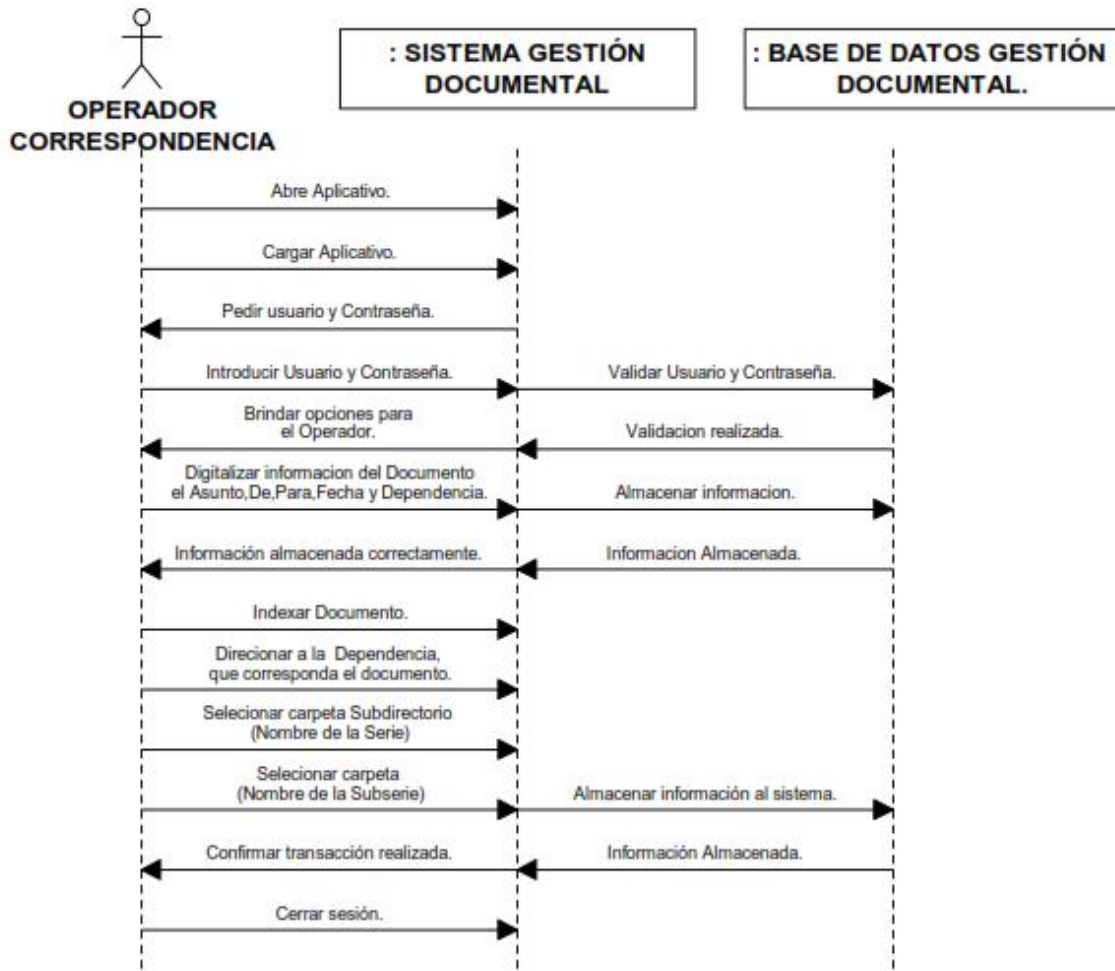 OPERADOR
CORRESPONDENCIA
: SISTEMA GESTIÓN
DOCUMENTAL
: BASE DE DATOS GESTIÓN
DOCUMENTAL.
Abre Aplicativo.
Cargar Aplicativo.
Pedir usuario y Contraseña.
Introducir Usuario y Contraseña.
Validar Usuario y Contraseña.
Brindar opciones para
el Operador.
Validacion realizada.
Digitalizar informacion del Documento
el Asunto,De,Para,Fecha y Dependencia.
Almacenar informacion.
Información almacenada correctamente.
Informacion Almacenada.
Indexar Documento.
Direcionar a la Dependencia,
que corresponda el documento.
Selecionar carpeta Subdirectorio
(Nombre de la Serie)
Selecionar carpeta
(Nombre de la Subserie)
Almacenar información al sistema.
Confirmar transacción realizada.
Información Almacenada.
Cerrar sesión.